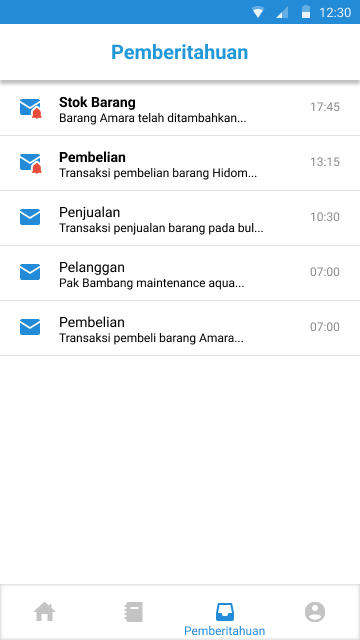 12:30
Pemberitahuan
Stok Barang
17:45
Barang Amara telah ditambahkan...
Pembelian
13:15
Transaksi pembelian barang Hidom...
Penjualan
10:30
Transaksi penjualan barang pada bul...
Pelanggan
07:00
Pak Bambang maintenance aqua...
Pembelian
07:00
Transaksi pembeli barang Amara...
Pemberitahuan